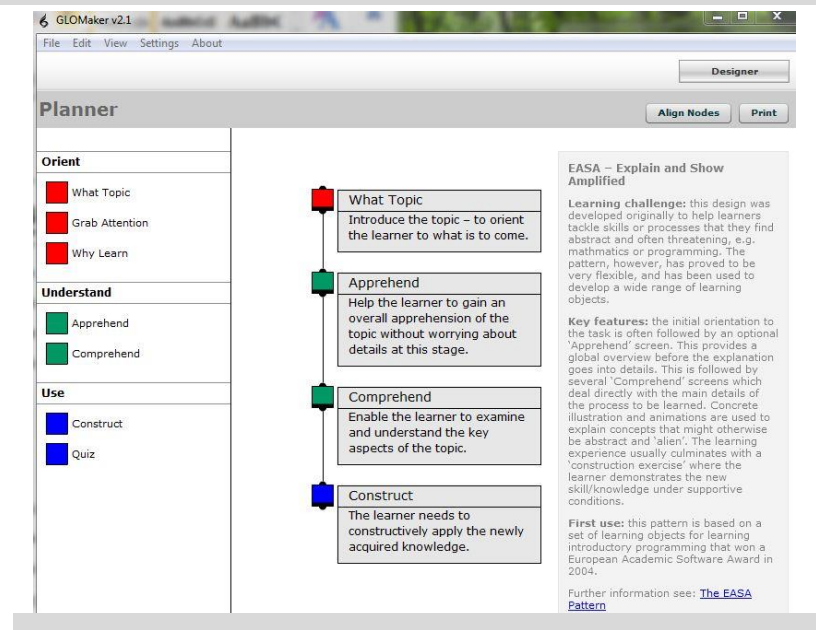 GLOMaker v2.1
File Edit View Settings About
Designer
Planner
Align Nodes
Print
Orient
What Topic
Grab Attention
Why Learn
Understand
Apprehend
Comprehend
Use
Construct
Quiz
What Topic
Introduce the topic – to orient
the learner to what is to come.
Apprehend
Help the learner to gain an
overall apprehension of the
topic without worrying about
details at this stage.
Comprehend
Enable the learner to examine
and understand the key
aspects of the topic.
Construct
The learner needs to
constructively apply the newly
acquired knowledge.
EASA – Explain and Show
Amplified
Learning challenge: this design was
developed originally to help learners
tackle skills or processes that they find
abstract and often threatening, e.g.
mathmatics or programming. The
pattern, however, has proved to be
very flexible, and has been used to
develop a wide range of learning
objects.
Key features: the initial orientation to
the task is often followed by an optional
‘Apprehend’ screen. This provides a
global overview before the explanation
goes into details. This is followed by
several ‘Comprehend’ screens which
deal directly with the main details of
the process to be learned. Concrete
illustration and animations are used to
explain concepts that might otherwise
be abstract and ‘alien’. The learning
experience usually culminates with a
‘construction exercise’ where the
learner demonstrates the new
skill/knowledge under supportive
conditions.
First use: this pattern is based on a
set of learning objects for learning
introductory programming that won a
European Academic Software Award in
2004.
Further information see: The EASA
Pattern